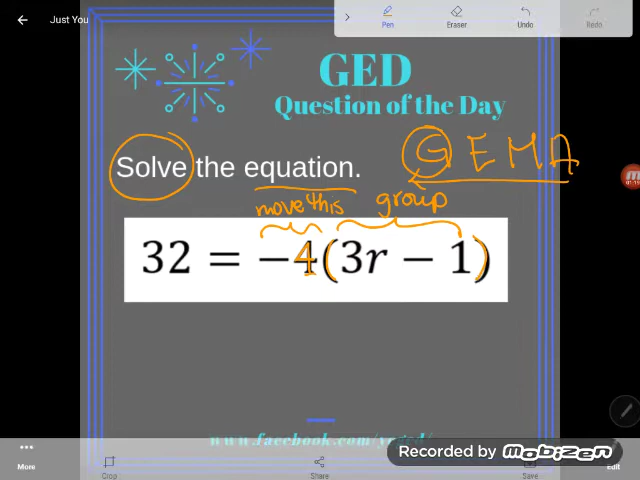 Just You
Pen
Eraser
Undo
Redo
GED
Question of the Day
GEMA
Solve the equation.
move this group
32 = −4(3r − 1)
Recorded by mobizen
More
Crop
Share
Save
Edit